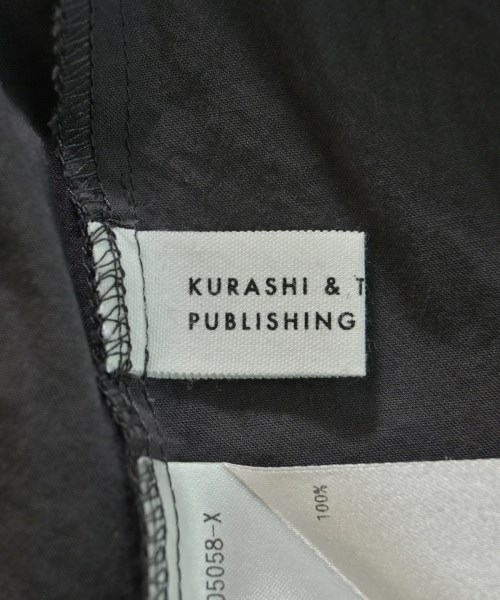 KURASHI & T
PUBLISHING
100%
05058-X